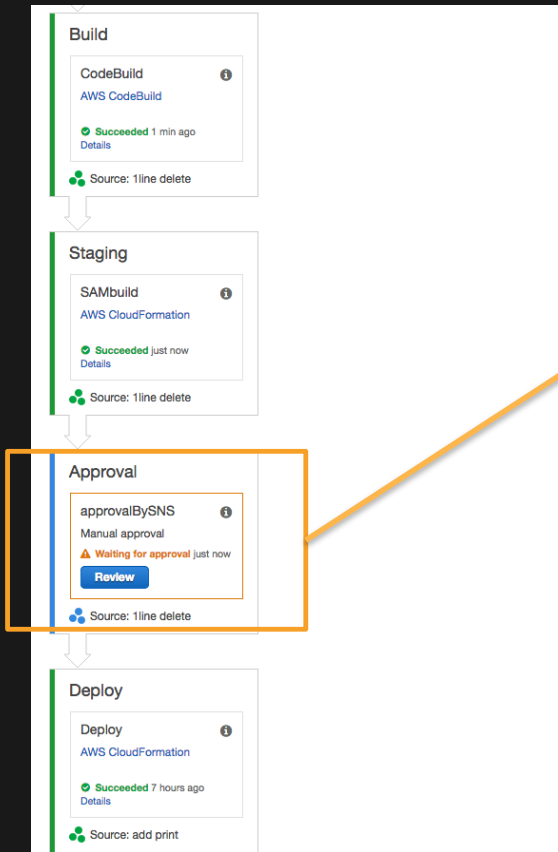 Build
CodeBuild
AWS CodeBuild
Succeeded 1 min ago
Details
Source: 1line delete
Staging
SAMbuild
AWS CloudFormation
Succeeded just now
Details
Source: 1line delete
Approval
approvalBySNS
Manual approval
Waiting for approval just now
Review
Source: 1line delete
Deploy
Deploy
AWS CloudFormation
Succeeded 7 hours ago
Details
Source: add print